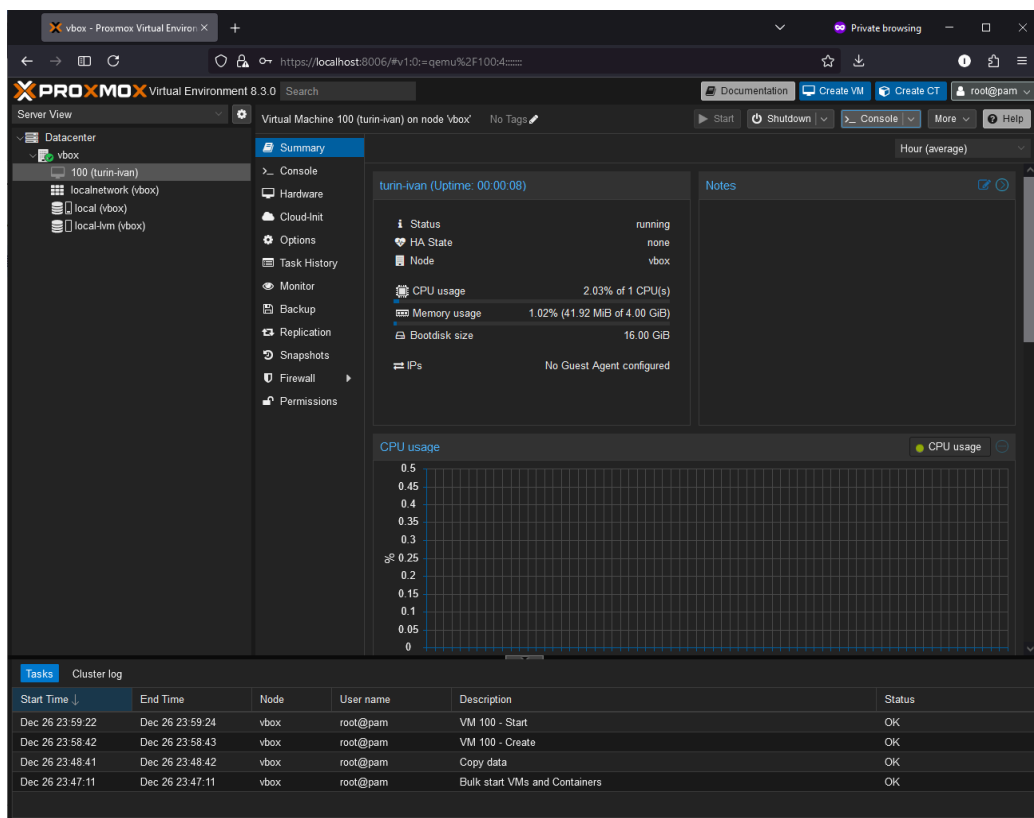 vbox - Proxmox Virtual Environ
Private browsing
https://localhost:8006/#v1:0:=qemu%2F100:4:::::::
PROXMOX Virtual Environment 8.3.0 Search
Documentation Create VM Create CT root@pam
Server View
Virtual Machine 100 (turin-ivan) on node 'vbox' No Tags
Start Shutdown Console More Help
Datacenter
vbox
100 (turin-ivan)
localnetwork (vbox)
local (vbox)
local-lvm (vbox)
Summary
Console
Hardware
Cloud-Init
Options
Task History
Monitor
Backup
Replication
Snapshots
Firewall
Permissions
Hour (average)
turin-ivan (Uptime: 00:00:08)
Status running
HA State none
Node vbox
CPU usage 2.03% of 1 CPU(s)
Memory usage 1.02% (41.92 MiB of 4.00 GiB)
Bootdisk size 16.00 GiB
IPs No Guest Agent configured
Notes
CPU usage
CPU usage
0.5
0.45
0.4
0.35
0.3
% 0.25
0.2
0.15
0.1
0.05
0
Tasks Cluster log
Start Time End Time Node User name Description Status
Dec 26 23:59:22 Dec 26 23:59:24 vbox root@pam VM 100 - Start OK
Dec 26 23:58:42 Dec 26 23:58:43 vbox root@pam VM 100 - Create OK
Dec 26 23:48:41 Dec 26 23:48:42 vbox root@pam Copy data OK
Dec 26 23:47:11 Dec 26 23:47:11 vbox root@pam Bulk start VMs and Containers OK